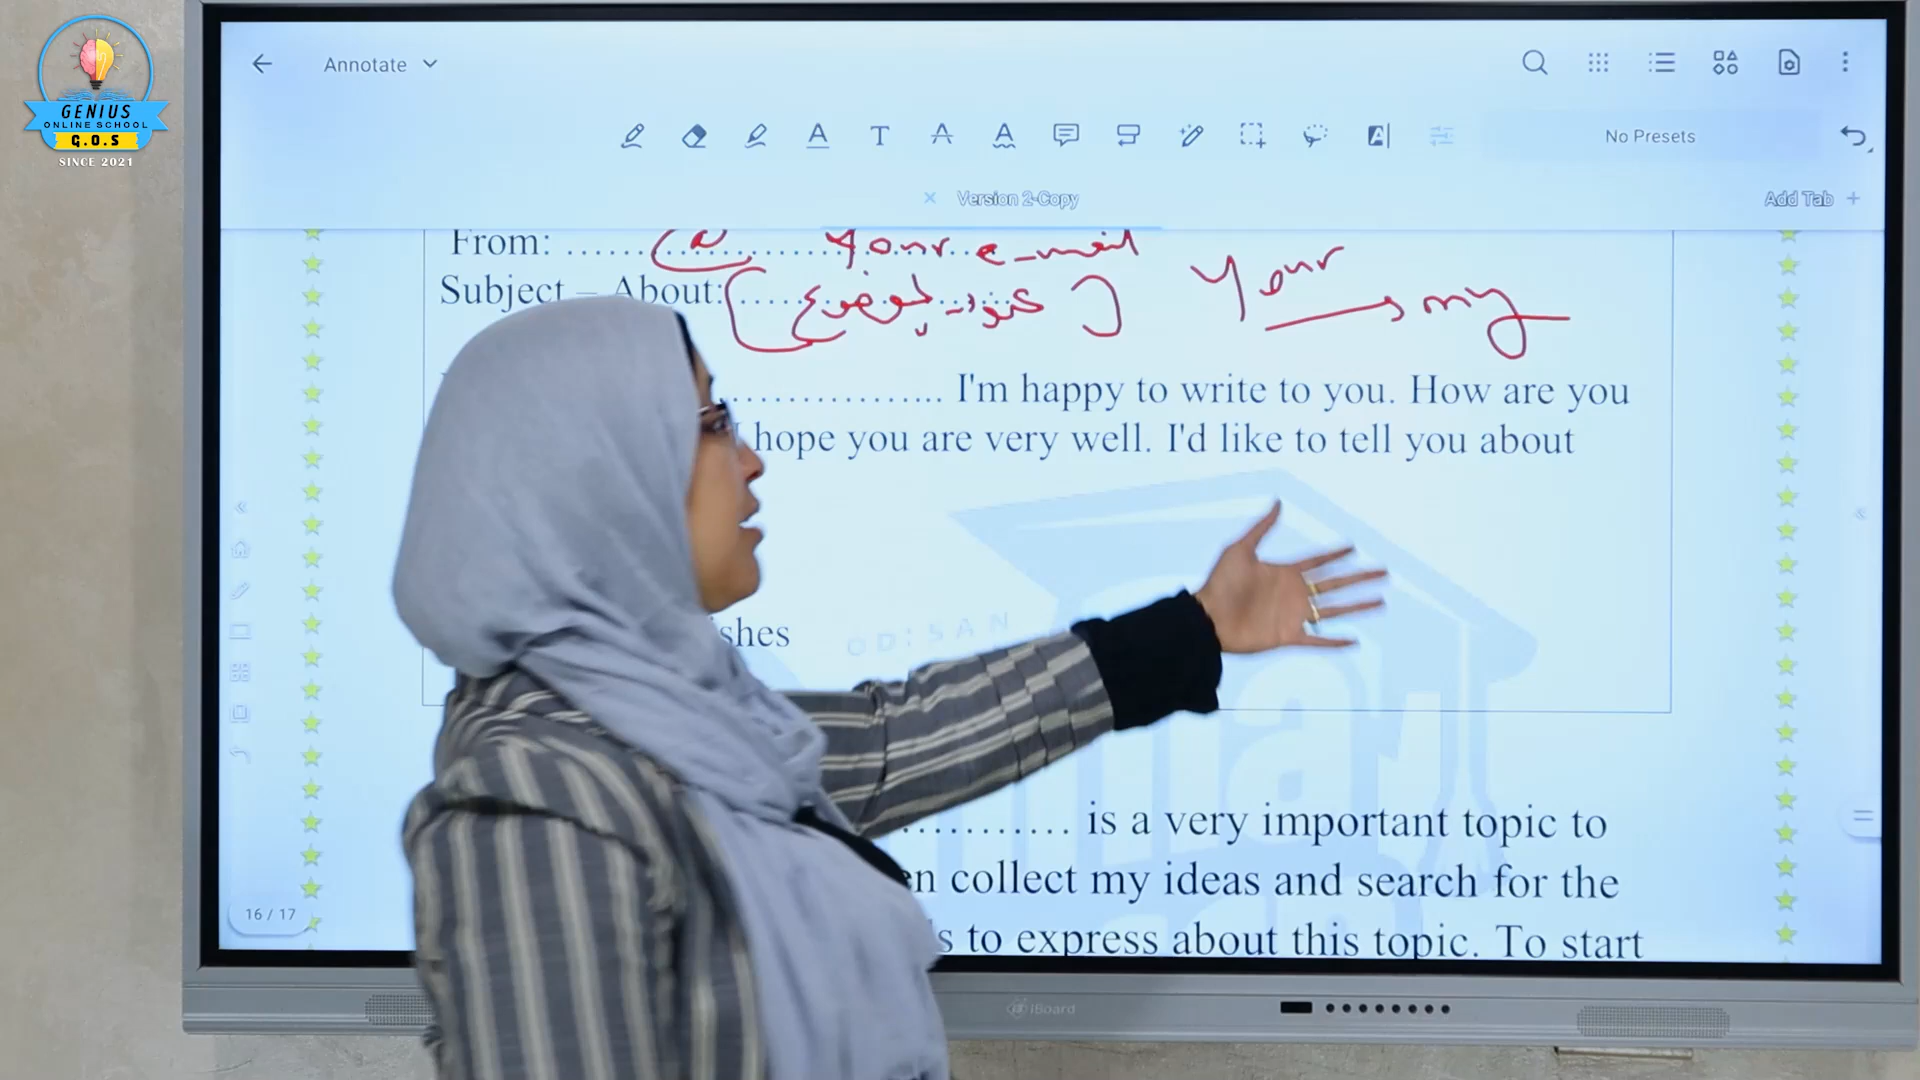 GENIUS
ONLINE SCHOOL
G.O.S
SINCE 2021
Annotate
No Presets
Version 2-Copy
Add Tab
From: .......... Your e-mail
Subject – About: [عنوان الموضوع] Your → my
.................. I'm happy to write to you. How are you
I hope you are very well. I'd like to tell you about
shes
............ is a very important topic to
en collect my ideas and search for the
s to express about this topic. To start
16 / 17
iBoard